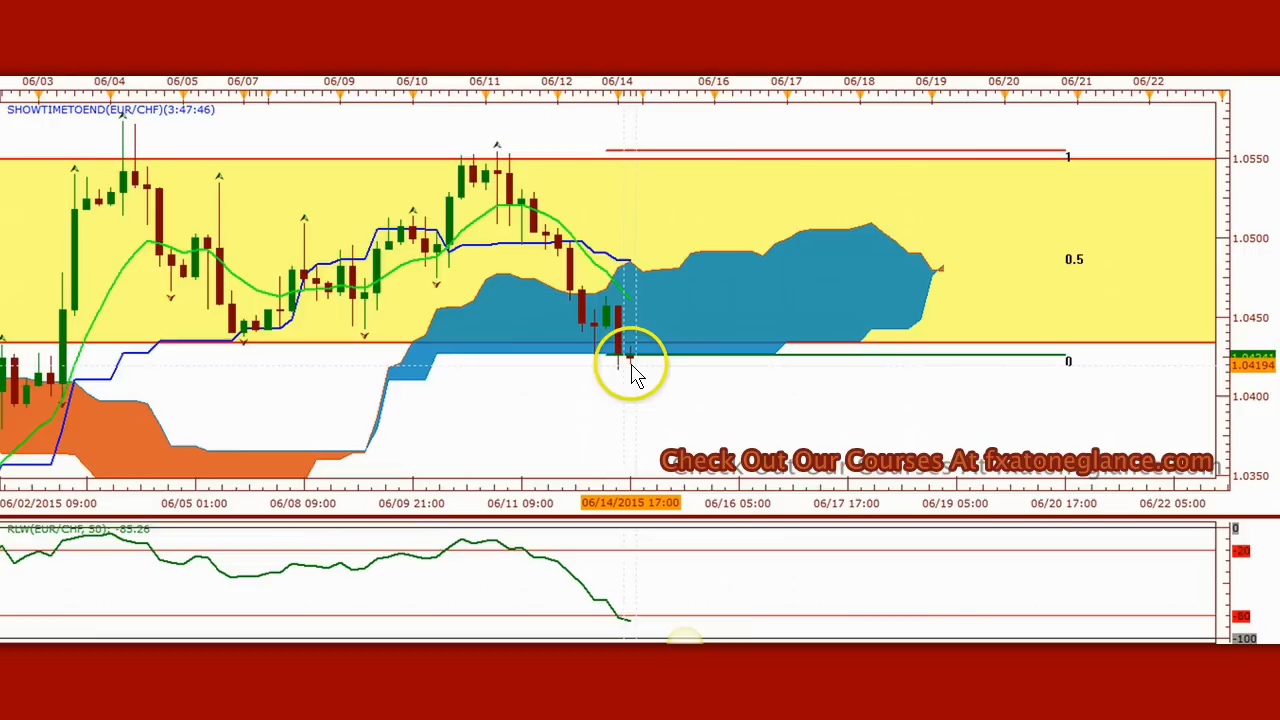 06/03 06/04 06/05 06/07 06/09 06/10 06/11 06/12 06/14 06/16 06/17 06/18 06/19 06/20 06/21 06/22
SHOWTIMETOEND(EUR/CHF)(3:47:46)
1
1.0550
1.0500
0.5
1.0450
0
1.04194
1.0400
Check Out Our Courses At fxatoneglance.com
1.0350
06/02/2015 09:00 06/05 01:00 06/08 09:00 06/09 21:00 06/11 09:00 06/14/2015 17:00 06/16 05:00 06/17 17:00 06/19 05:00 06/20 17:00 06/22 05:00
RLW(EUR/CHF, 50): -85.26
0
-20
-80
-100